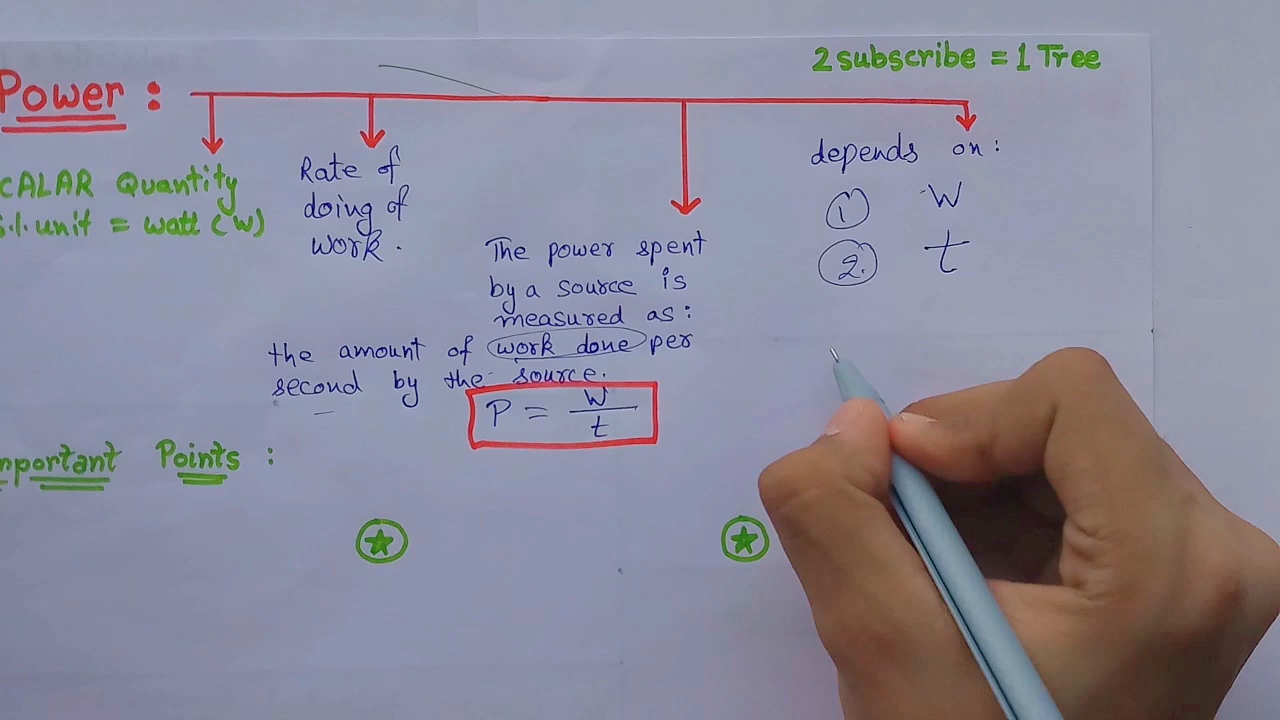 2 subscribe = 1 Tree
Power :
CALAR Quantity
S.I. unit = watt (W)
Rate of
doing of
work.
The power spent
by a source is
measured as:
the amount of work done per
second by the source.
P = W
t
depends on:
1) W
2. t
mportant Points :